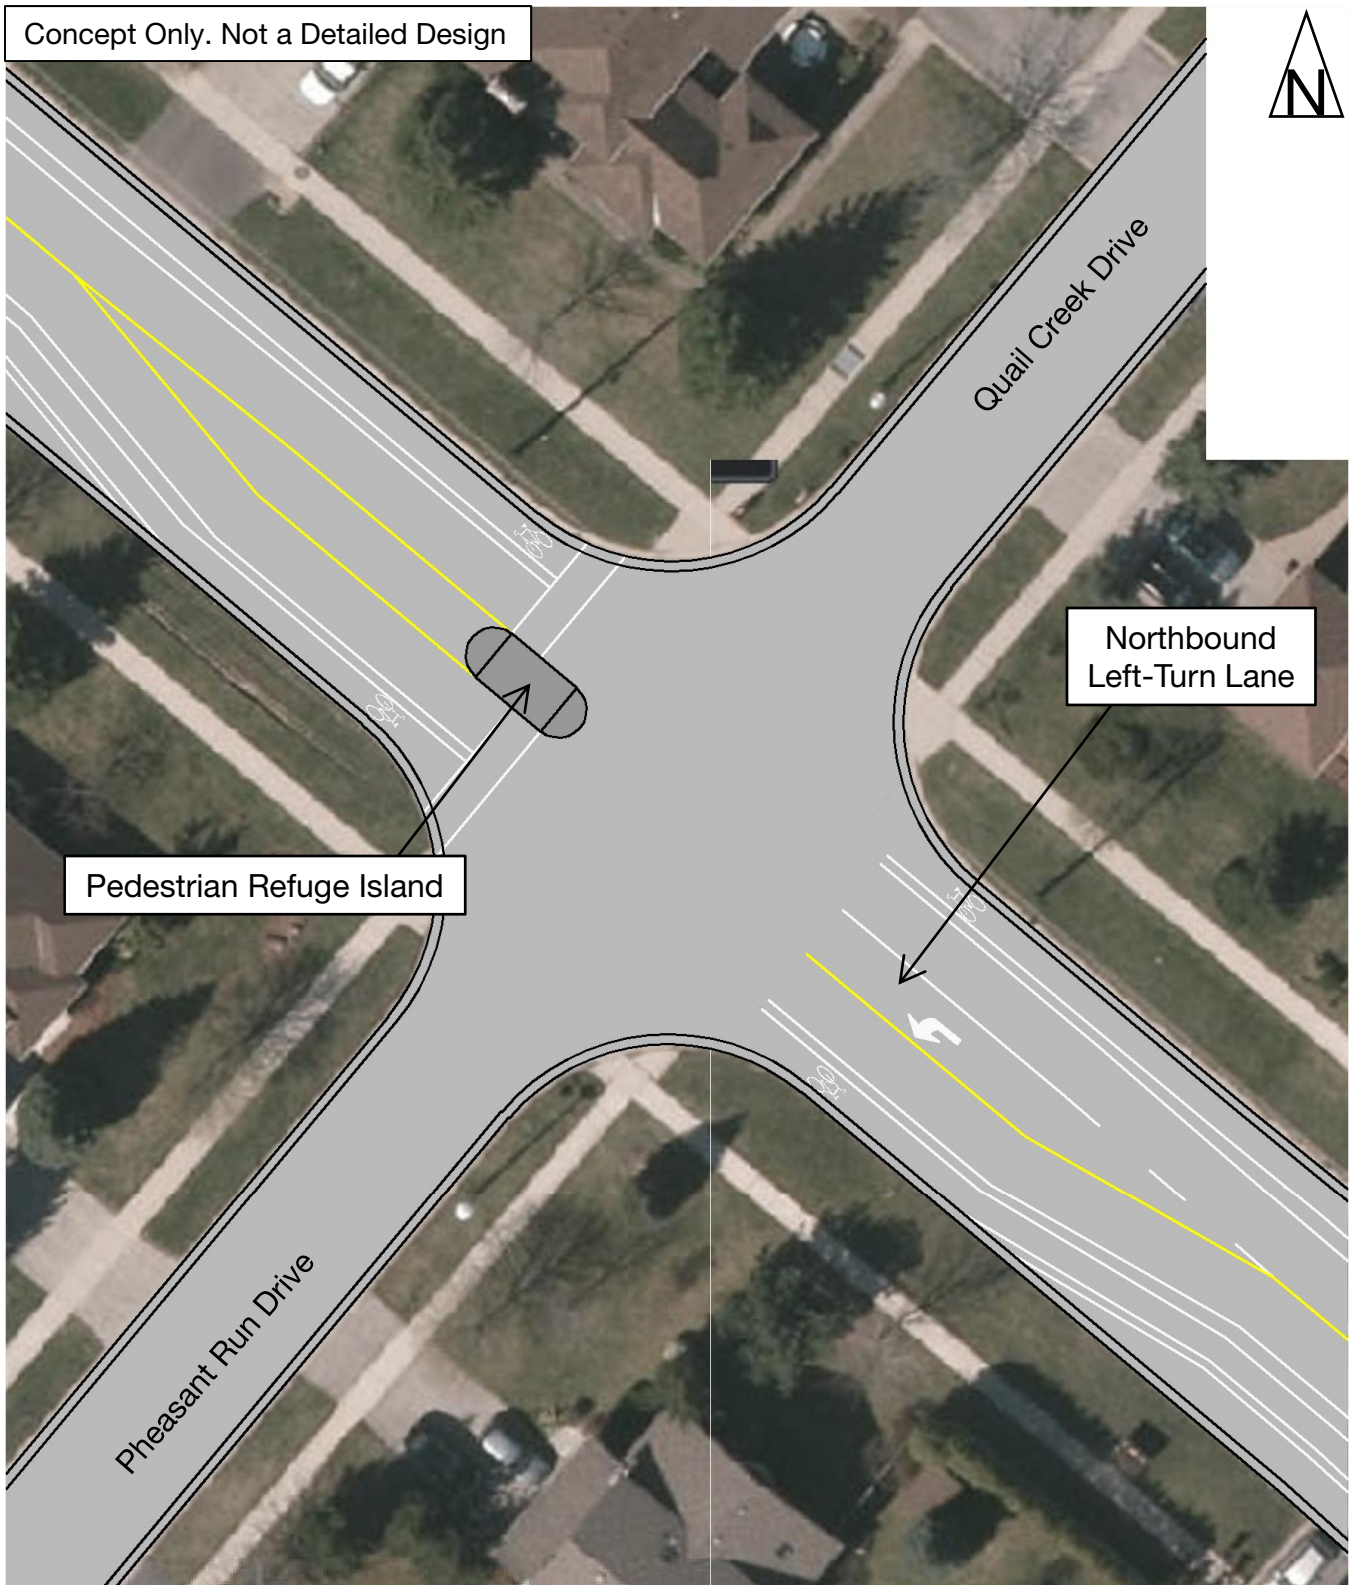 Concept Only. Not a Detailed Design
N
Quail Creek Drive
Northbound
Left-Turn Lane
Pedestrian Refuge Island
Pheasant Run Drive